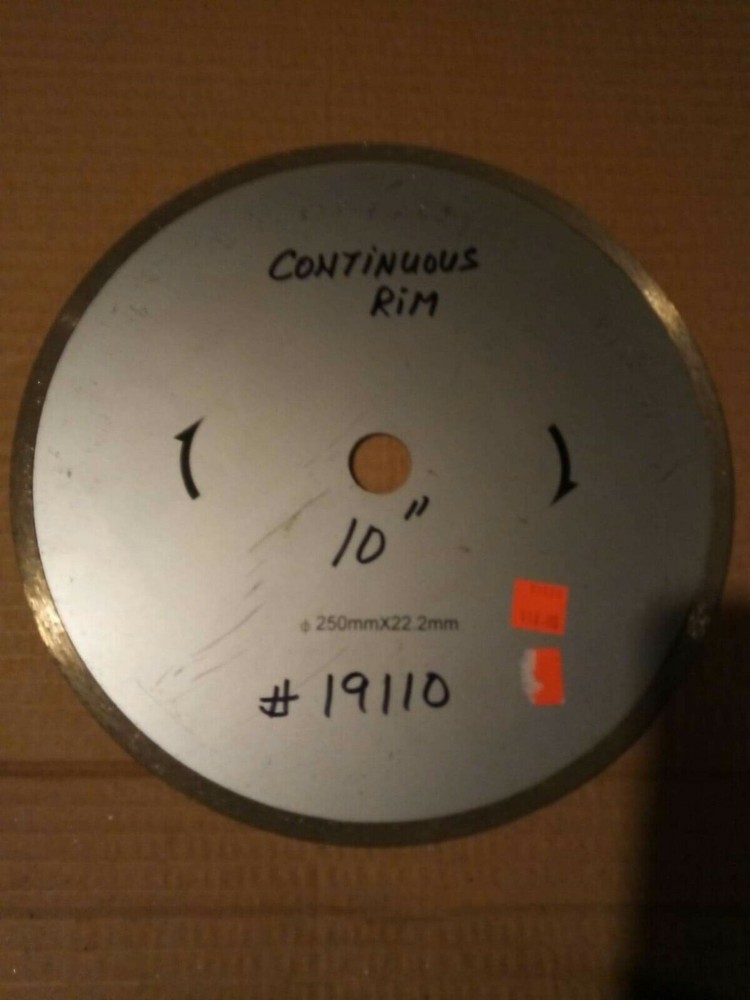 CONTINUOUS
RiM
10"
⌀ 250mmX22.2mm
# 19110